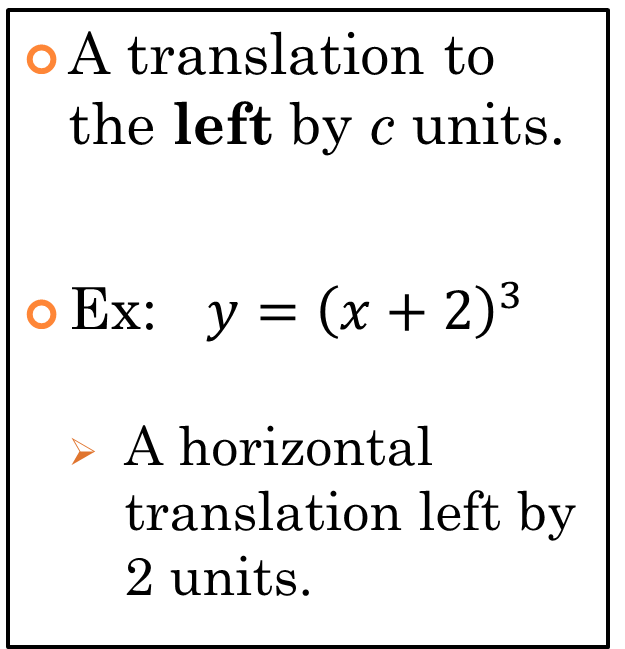 A translation to
the left by c units.
Ex: y = (x + 2)³
A horizontal
translation left by
2 units.